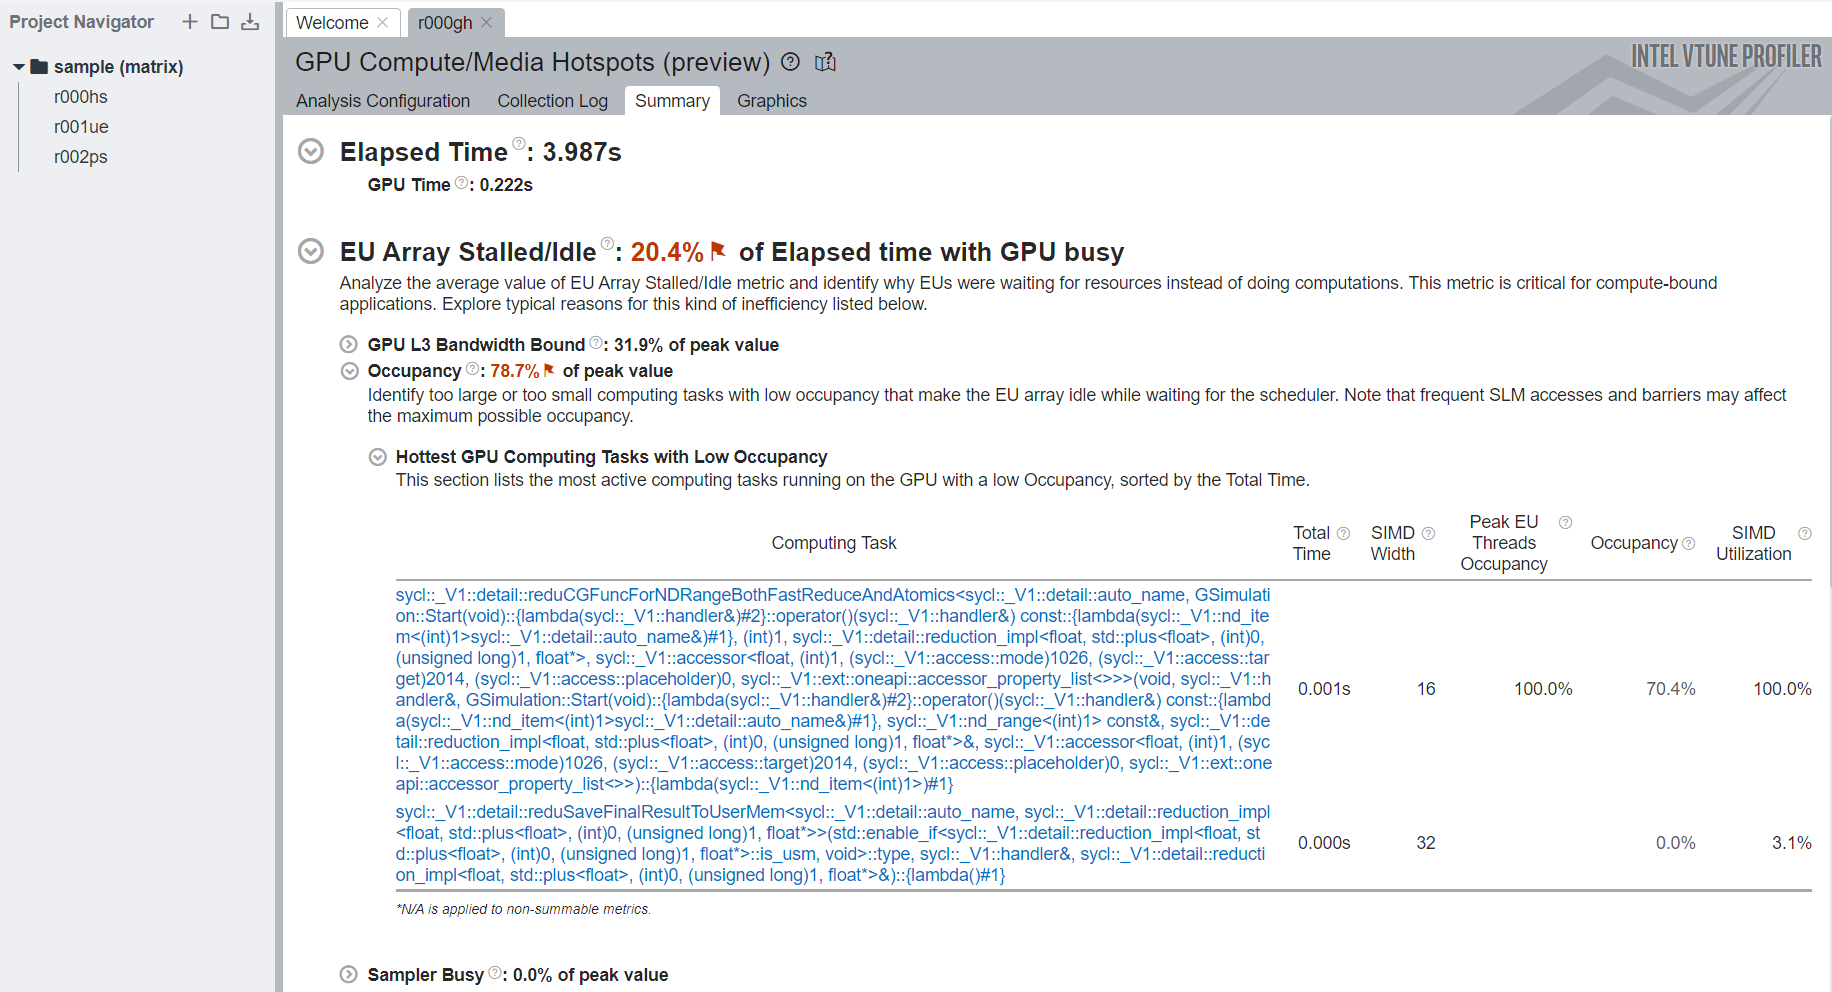 Project Navigator
sample (matrix)
r000hs
r001ue
r002ps
Welcome
r000gh
GPU Compute/Media Hotspots (preview)
INTEL VTUNE PROFILER
Analysis Configuration Collection Log Summary Graphics
Elapsed Time: 3.987s
GPU Time: 0.222s
EU Array Stalled/Idle: 20.4% of Elapsed time with GPU busy
Analyze the average value of EU Array Stalled/Idle metric and identify why EUs were waiting for resources instead of doing computations. This metric is critical for compute-bound
applications. Explore typical reasons for this kind of inefficiency listed below.
GPU L3 Bandwidth Bound: 31.9% of peak value
Occupancy: 78.7% of peak value
Identify too large or too small computing tasks with low occupancy that make the EU array idle while waiting for the scheduler. Note that frequent SLM accesses and barriers may affect
the maximum possible occupancy.
Hottest GPU Computing Tasks with Low Occupancy
This section lists the most active computing tasks running on the GPU with a low Occupancy, sorted by the Total Time.
Computing Task
Total
Time
SIMD
Width
Peak EU
Threads
Occupancy
Occupancy
SIMD
Utilization
sycl::_V1::detail::reduCGFuncForNDRangeBothFastReduceAndAtomics<sycl::_V1::detail::auto_name, GSimulati
on::Start(void)::{lambda(sycl::_V1::handler&)#2}::operator()(sycl::_V1::handler&) const::{lambda(sycl::_V1::nd_ite
m<(int)1>sycl::_V1::detail::auto_name&)#1}, (int)1, sycl::_V1::detail::reduction_impl<float, std::plus<float>, (int)0,
(unsigned long)1, float*>, sycl::_V1::accessor<float, (int)1, (sycl::_V1::access::mode)1026, (sycl::_V1::access::tar
get)2014, (sycl::_V1::access::placeholder)0, sycl::_V1::ext::oneapi::accessor_property_list<>>>(void, sycl::_V1::h
andler&, GSimulation::Start(void)::{lambda(sycl::_V1::handler&)#2}::operator()(sycl::_V1::handler&) const::{lambd
a(sycl::_V1::nd_item<(int)1>sycl::_V1::detail::auto_name&)#1}, sycl::_V1::nd_range<(int)1> const&, sycl::_V1::de
tail::reduction_impl<float, std::plus<float>, (int)0, (unsigned long)1, float*>&, sycl::_V1::accessor<float, (int)1, (syc
l::_V1::access::mode)1026, (sycl::_V1::access::target)2014, (sycl::_V1::access::placeholder)0, sycl::_V1::ext::one
api::accessor_property_list<>>)::{lambda(sycl::_V1::nd_item<(int)1>)#1}
0.001s 16 100.0% 70.4% 100.0%
sycl::_V1::detail::reduSaveFinalResultToUserMem<sycl::_V1::detail::auto_name, sycl::_V1::detail::reduction_impl
<float, std::plus<float>, (int)0, (unsigned long)1, float*>>(std::enable_if<sycl::_V1::detail::reduction_impl<float, st
d::plus<float>, (int)0, (unsigned long)1, float*>::is_usm, void>::type, sycl::_V1::handler&, sycl::_V1::detail::reducti
on_impl<float, std::plus<float>, (int)0, (unsigned long)1, float*>&)::{lambda()#1}
0.000s 32 0.0% 3.1%
*N/A is applied to non-summable metrics.
Sampler Busy: 0.0% of peak value